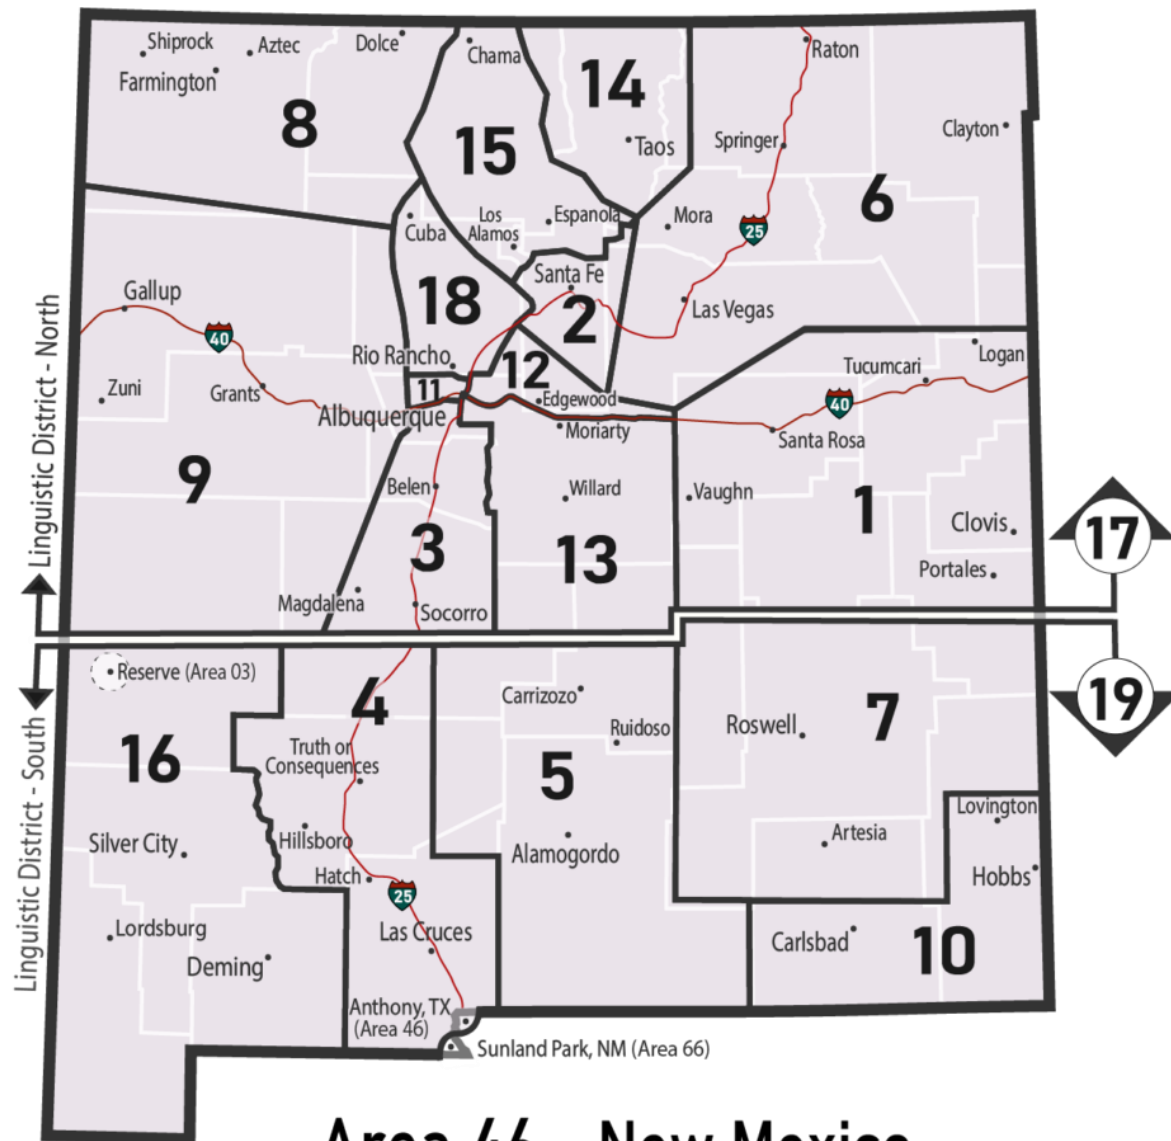 Shiprock
Aztec
Dolce
Farmington
Chama
Raton
8
14
15
Taos
Springer
Clayton
6
Cuba
Los
Alamos
Espanola
Mora
25
18
Santa Fe
2
Las Vegas
Gallup
40
Rio Rancho
12
Zuni
Grants
11
Edgewood
Albuquerque
Moriarty
Logan
Tucumcari
40
Santa Rosa
Linguistic District - North
9
Belen
3
Willard
13
Vaughn
1
Clovis
Portales
17
Magdalena
Socorro
Reserve (Area 03)
4
Carrizozo
Ruidoso
5
Roswell
7
19
Linguistic District - South
16
Truth or
Consequences
Silver City
Hillsboro
Hatch
25
Alamogordo
Artesia
Lovington
Hobbs
Lordsburg
Deming
Las Cruces
Carlsbad
10
Anthony, TX
(Area 46)
Sunland Park, NM (Area 66)